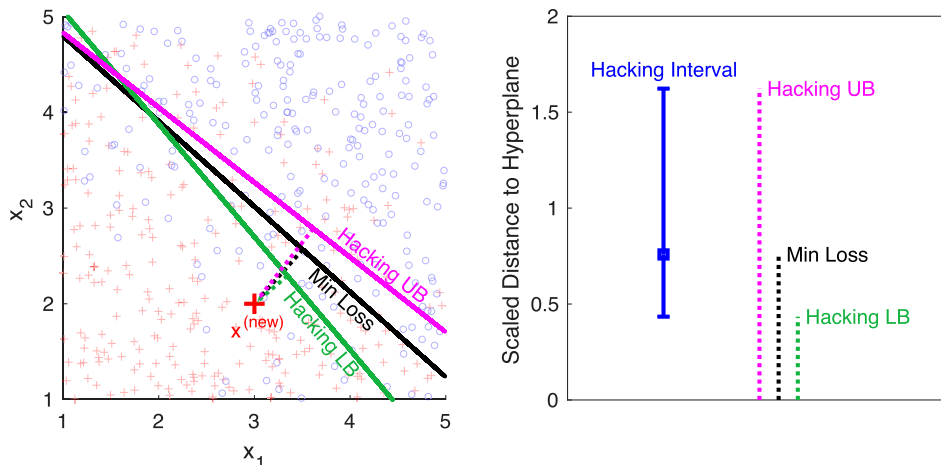 5
4
3
2
1
x2
1
2
3
4
5
x1
Hacking UB
Min Loss
Hacking LB
x(new)
2
1.5
1
0.5
0
Scaled Distance to Hyperplane
Hacking Interval
Hacking UB
Min Loss
Hacking LB